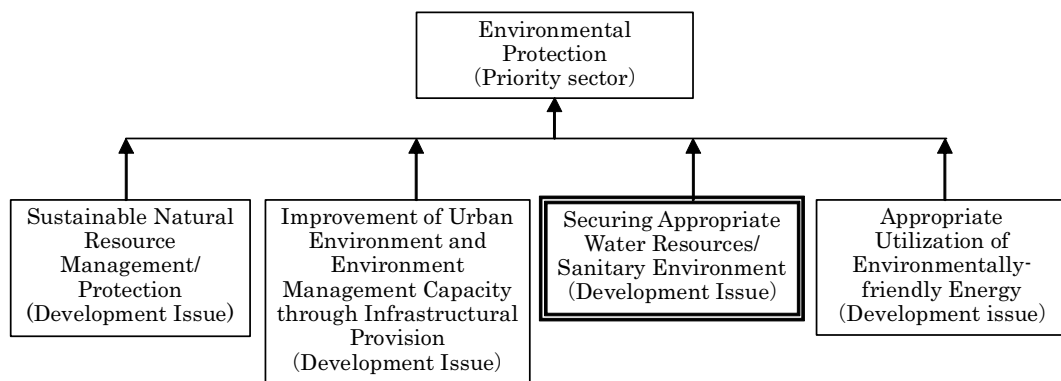 Environmental
Protection
(Priority sector)
Sustainable Natural
Resource
Management/
Protection
(Development Issue)
Improvement of Urban
Environment and
Environment
Management Capacity
through Infrastructural
Provision
(Development Issue)
Securing Appropriate
Water Resources/
Sanitary Environment
(Development Issue)
Appropriate
Utilization of
Environmentally-
friendly Energy
(Development issue)